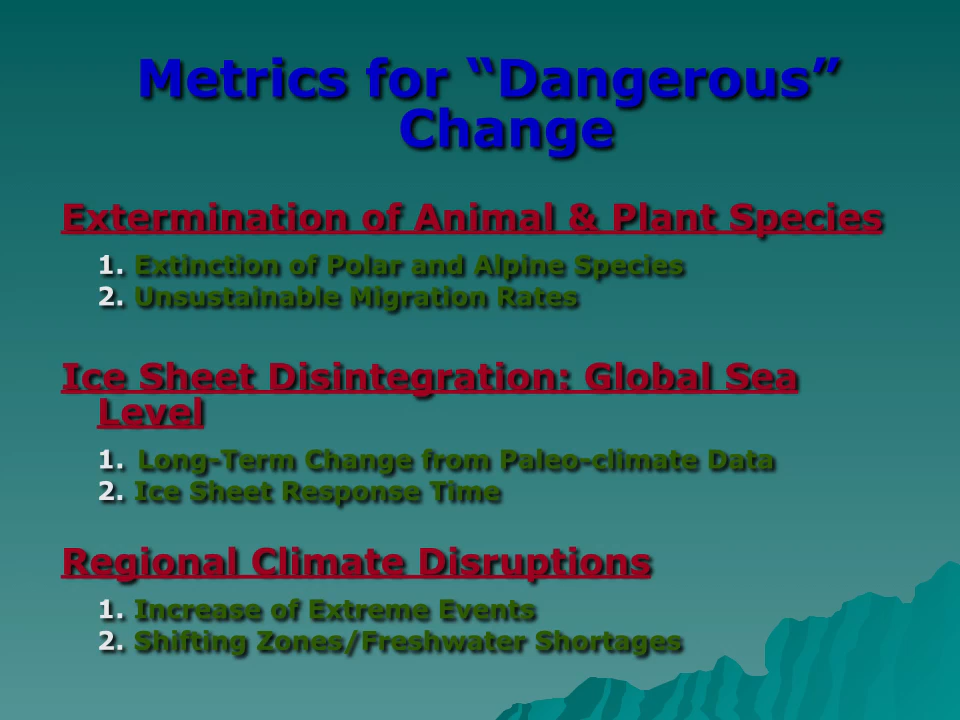 Metrics for “Dangerous”
Change
Extermination of Animal & Plant Species
1. Extinction of Polar and Alpine Species
2. Unsustainable Migration Rates
Ice Sheet Disintegration: Global Sea
Level
1. Long-Term Change from Paleo-climate Data
2. Ice Sheet Response Time
Regional Climate Disruptions
1. Increase of Extreme Events
2. Shifting Zones/Freshwater Shortages